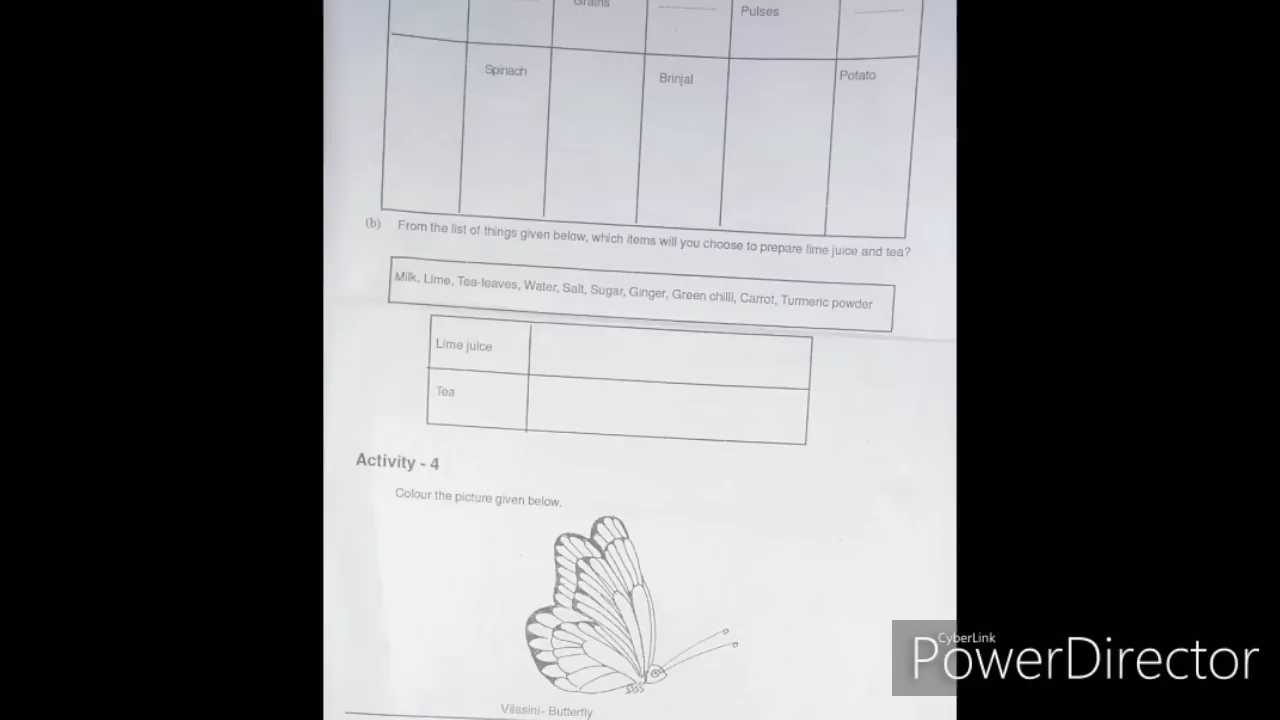 Grains Pulses
Spinach Brinjal Potato
(b) From the list of things given below, which items will you choose to prepare lime juice and tea?
Milk, Lime, Tea-leaves, Water, Salt, Sugar, Ginger, Green chilli, Carrot, Turmeric powder
Lime juice
Tea
Activity - 4
Colour the picture given below.
Vilasini- Butterfly
CyberLink
PowerDirector